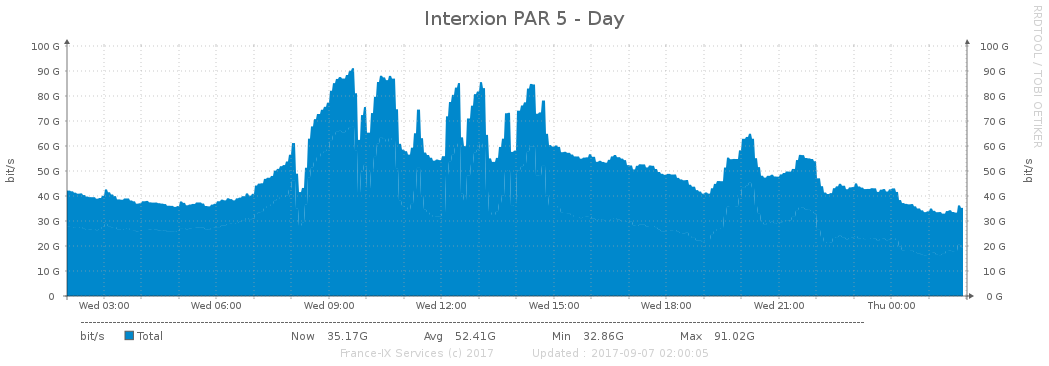 Interxion PAR 5 - Day
RRDTOOL / TOBI OETIKER
bit/s
100 G
90 G
80 G
70 G
60 G
50 G
40 G
30 G
20 G
10 G
0
100 G
90 G
80 G
70 G
60 G
50 G
40 G
30 G
20 G
10 G
0 G
bit/s
Wed 03:00 Wed 06:00 Wed 09:00 Wed 12:00 Wed 15:00 Wed 18:00 Wed 21:00 Thu 00:00
bit/s Total Now 35.17G Avg 52.41G Min 32.86G Max 91.02G
France-IX Services (c) 2017 Updated : 2017-09-07 02:00:05